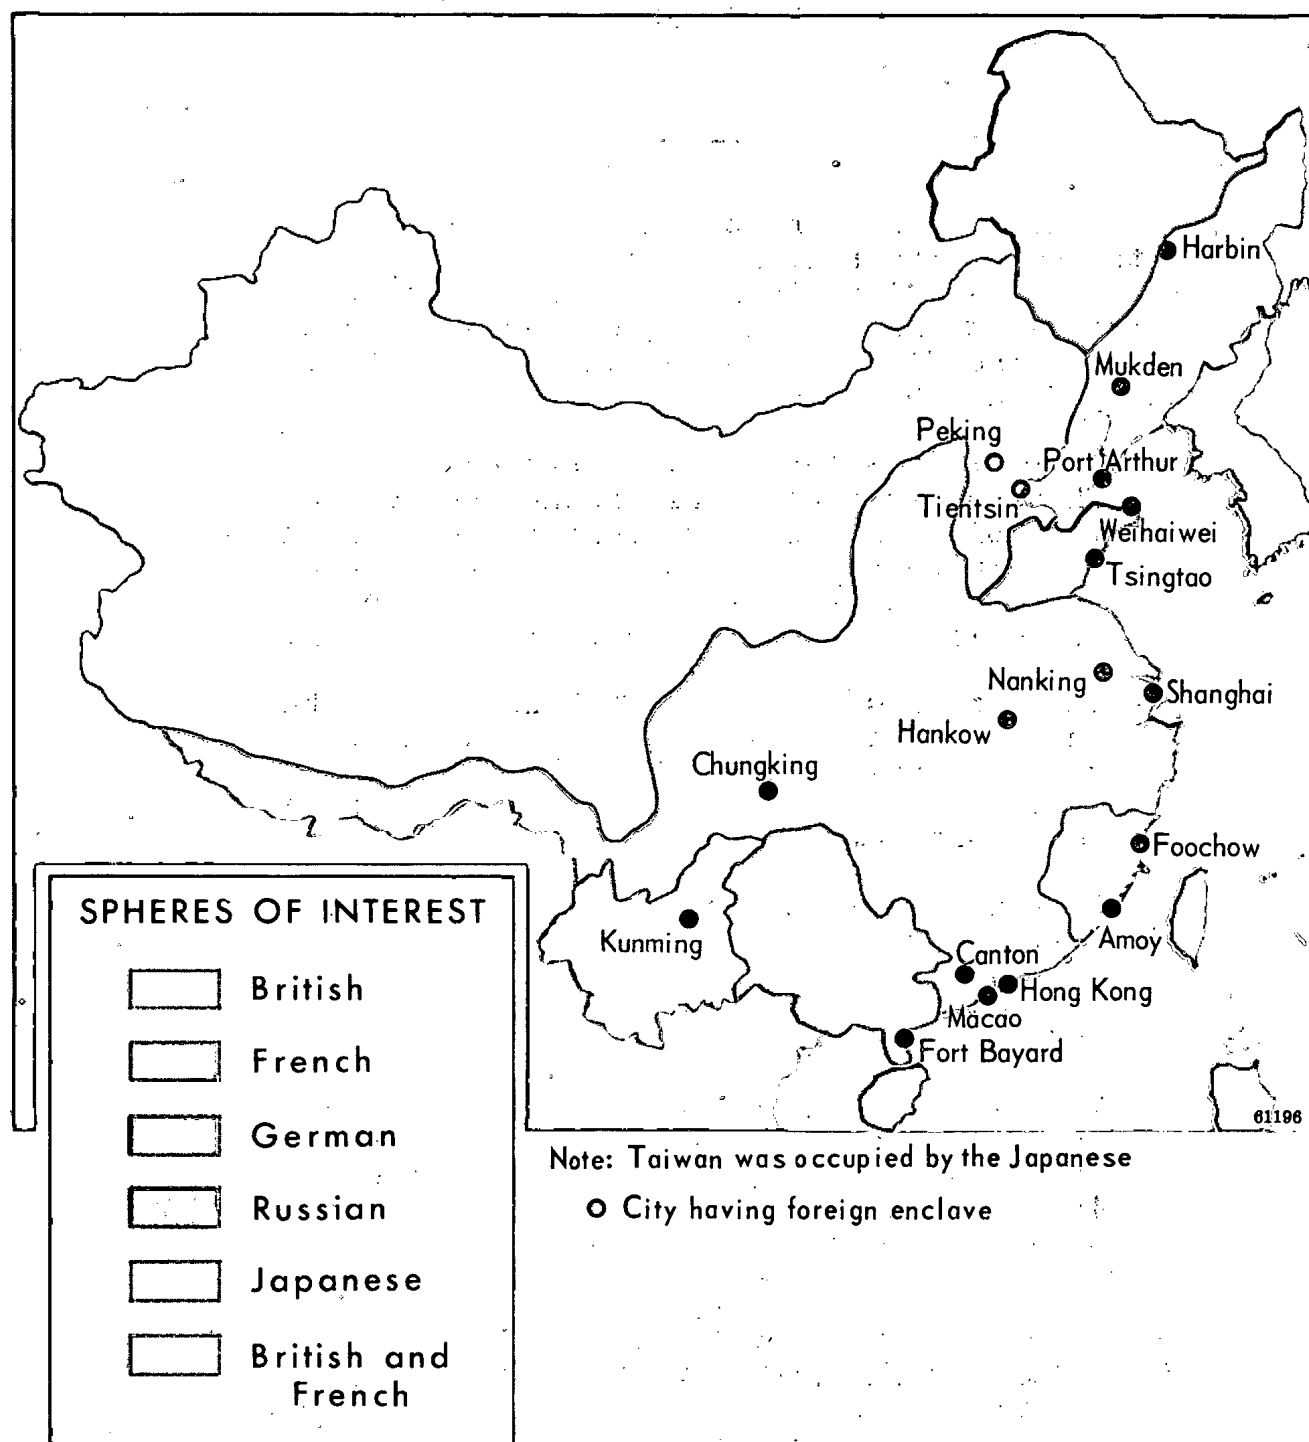 Harbin
Mukden
Peking
Port Arthur
Tientsin
Weihaiwei
Tsingtao
Nanking
Shanghai
Hankow
Chungking
Foochow
Kunming
Amoy
Canton
Hong Kong
Macao
Fort Bayard
61196
SPHERES OF INTEREST
British
French
German
Russian
Japanese
British and
French
Note: Taiwan was occupied by the Japanese
City having foreign enclave